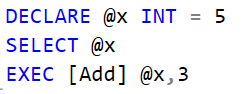 DECLARE @x INT = 5
SELECT @x
EXEC [Add] @x,3